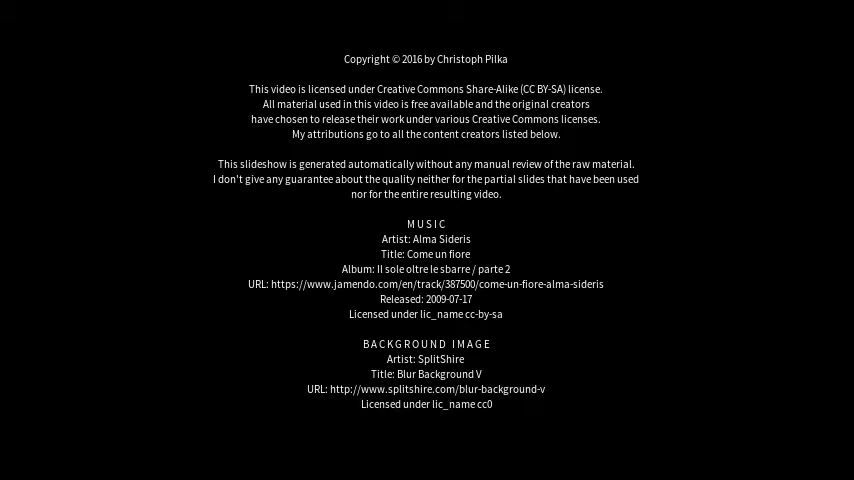 Copyright © 2016 by Christoph Pilka
This video is licensed under Creative Commons Share-Alike (CC BY-SA) license.
All material used in this video is free available and the original creators
have chosen to release their work under various Creative Commons licenses.
My attributions go to all the content creators listed below.
This slideshow is generated automatically without any manual review of the raw material.
I don't give any guarantee about the quality neither for the partial slides that have been used
nor for the entire resulting video.
MUSIC
Artist: Alma Sideris
Title: Come un fiore
Album: Il sole oltre le sbarre / parte 2
URL: https://www.jamendo.com/en/track/387500/come-un-fiore-alma-sideris
Released: 2009-07-17
Licensed under lic_name cc-by-sa
BACKGROUND IMAGE
Artist: SplitShire
Title: Blur Background V
URL: http://www.splitshire.com/blur-background-v
Licensed under lic_name cc0